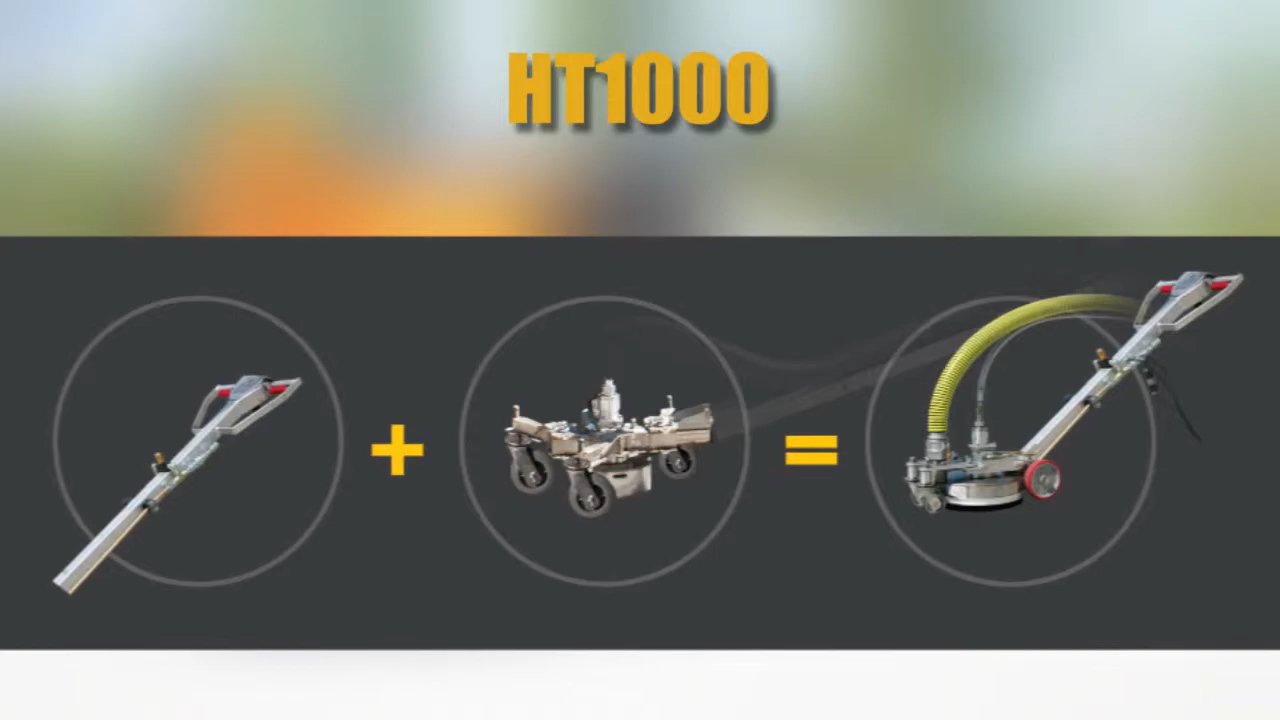 HT1000
+ =